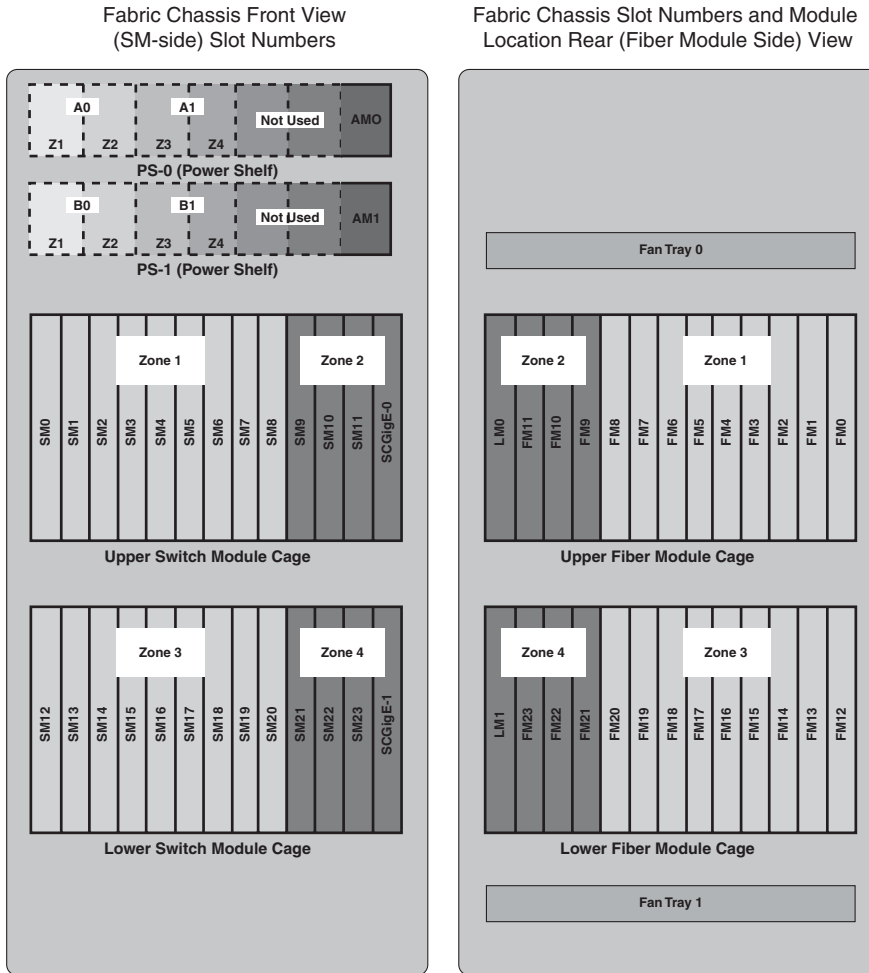 Fabric Chassis Front View
(SM-side) Slot Numbers
A0
A1
Not Used
AMO
Z1
Z2
Z3
Z4
PS-0 (Power Shelf)
B0
B1
Not Used
AM1
Z1
Z2
Z3
Z4
PS-1 (Power Shelf)
Zone 1
Zone 2
SM0
SM1
SM2
SM3
SM4
SM5
SM6
SM7
SM8
SM9
SM10
SM11
SCGigE-0
Upper Switch Module Cage
Zone 3
Zone 4
SM12
SM13
SM14
SM15
SM16
SM17
SM18
SM19
SM20
SM21
SM22
SM23
SCGigE-1
Lower Switch Module Cage
Fabric Chassis Slot Numbers and Module
Location Rear (Fiber Module Side) View
Fan Tray 0
Zone 2
Zone 1
LM0
FM11
FM10
FM9
FM8
FM7
FM6
FM5
FM4
FM3
FM2
FM1
FM0
Upper Fiber Module Cage
Zone 4
Zone 3
LM1
FM23
FM22
FM21
FM20
FM19
FM18
FM17
FM16
FM15
FM14
FM13
FM12
Lower Fiber Module Cage
Fan Tray 1